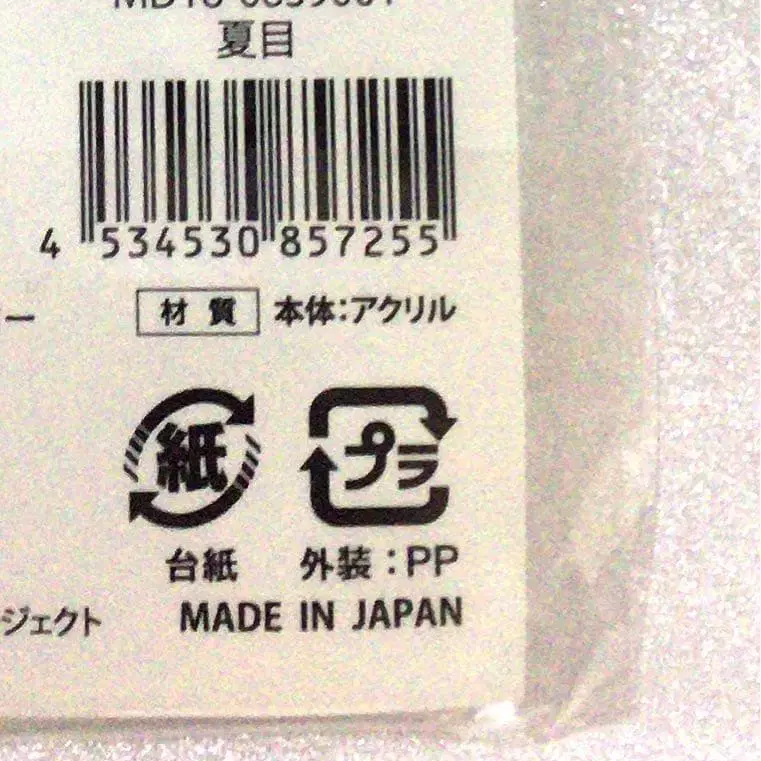 夏目
4 534530 857255
ー 材質 本体:アクリル
紙 プラ
台紙 外装:PP
ジェクト MADE IN JAPAN